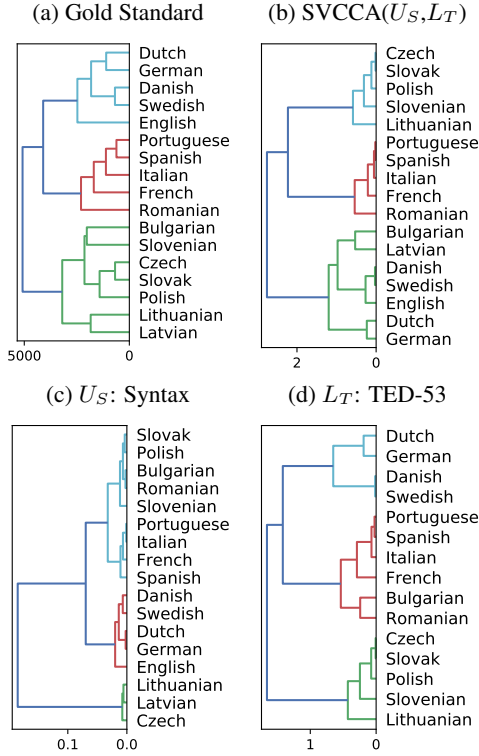 (a) Gold Standard
Dutch
German
Danish
Swedish
English
Portuguese
Spanish
Italian
French
Romanian
Bulgarian
Slovenian
Czech
Slovak
Polish
Lithuanian
Latvian
5000 0
(b) SVCCA(U_S,L_T)
Czech
Slovak
Polish
Slovenian
Lithuanian
Portuguese
Spanish
Italian
French
Romanian
Bulgarian
Latvian
Danish
Swedish
English
Dutch
German
2 0
(c) U_S: Syntax
Slovak
Polish
Bulgarian
Romanian
Slovenian
Portuguese
Italian
French
Spanish
Danish
Swedish
Dutch
German
English
Lithuanian
Latvian
Czech
0.1 0.0
(d) L_T: TED-53
Dutch
German
Danish
Swedish
Portuguese
Spanish
Italian
French
Bulgarian
Romanian
Czech
Slovak
Polish
Slovenian
Lithuanian
1 0